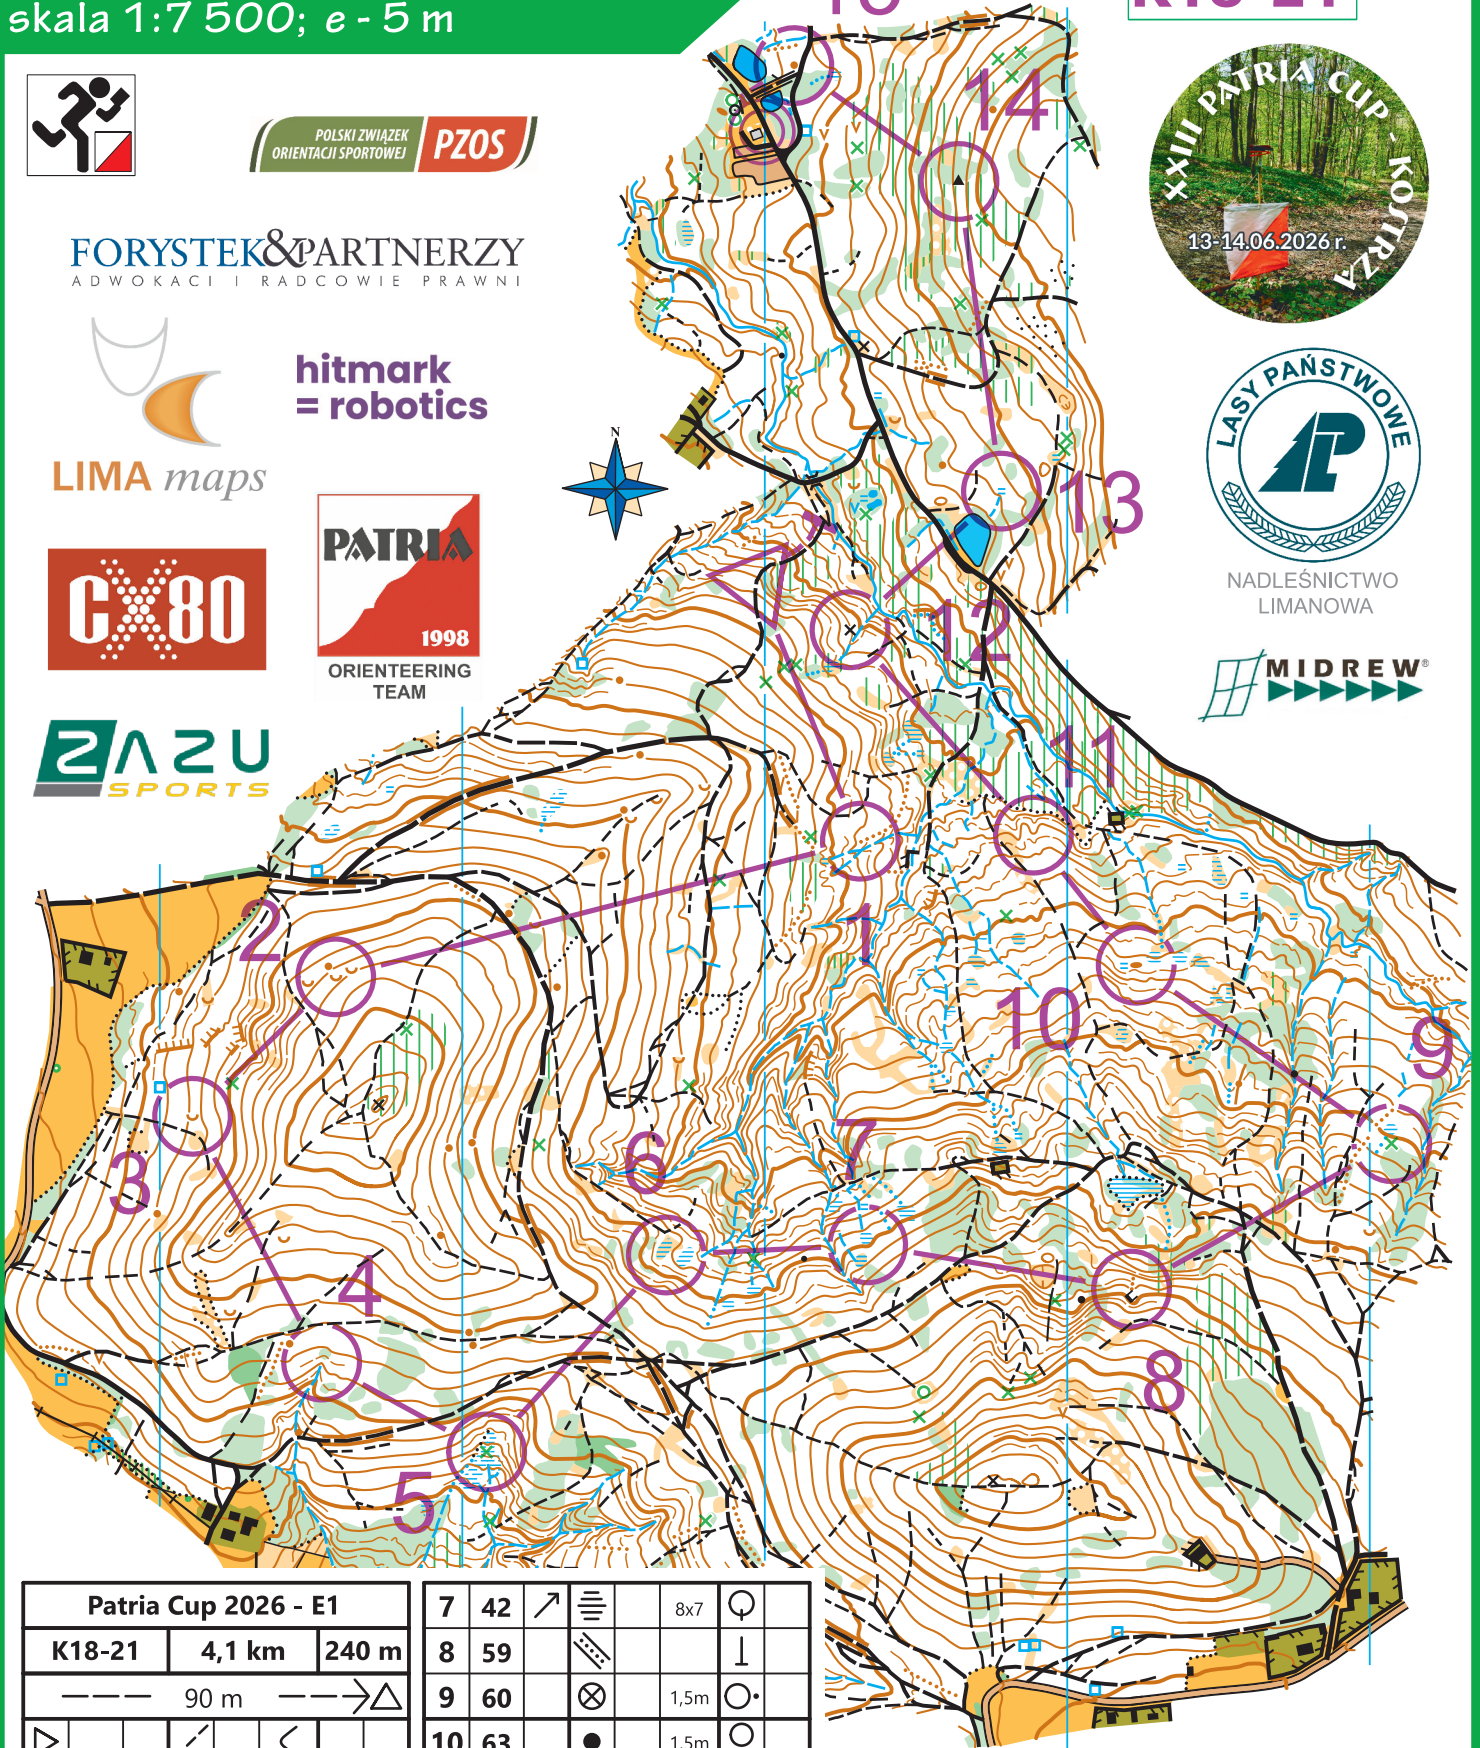 skala 1:7 500; e - 5 m
POLSKI ZWIĄZEK
ORIENTACJI SPORTOWEJ
PZOS
FORYSTEK&PARTNERZY
ADWOKACI I RADCOWIE PRAWNI
hitmark
= robotics
LIMA maps
N
CX80
PATRIA
1998
ORIENTEERING
TEAM
ZAZU
SPORTS
XXIII PATRIA CUP - KOSTRZA
13-14.06.2026 r.
LASY PAŃSTWOWE
LP
NADLEŚNICTWO
LIMANOWA
MIDREW®
14
13
12
11
1
2
10
9
3
6
7
4
8
5
Patria Cup 2026 - E1
K18-21 4,1 km 240 m
90 m
7 42 8x7
8 59
9 60 1,5m
10 63 1,5m